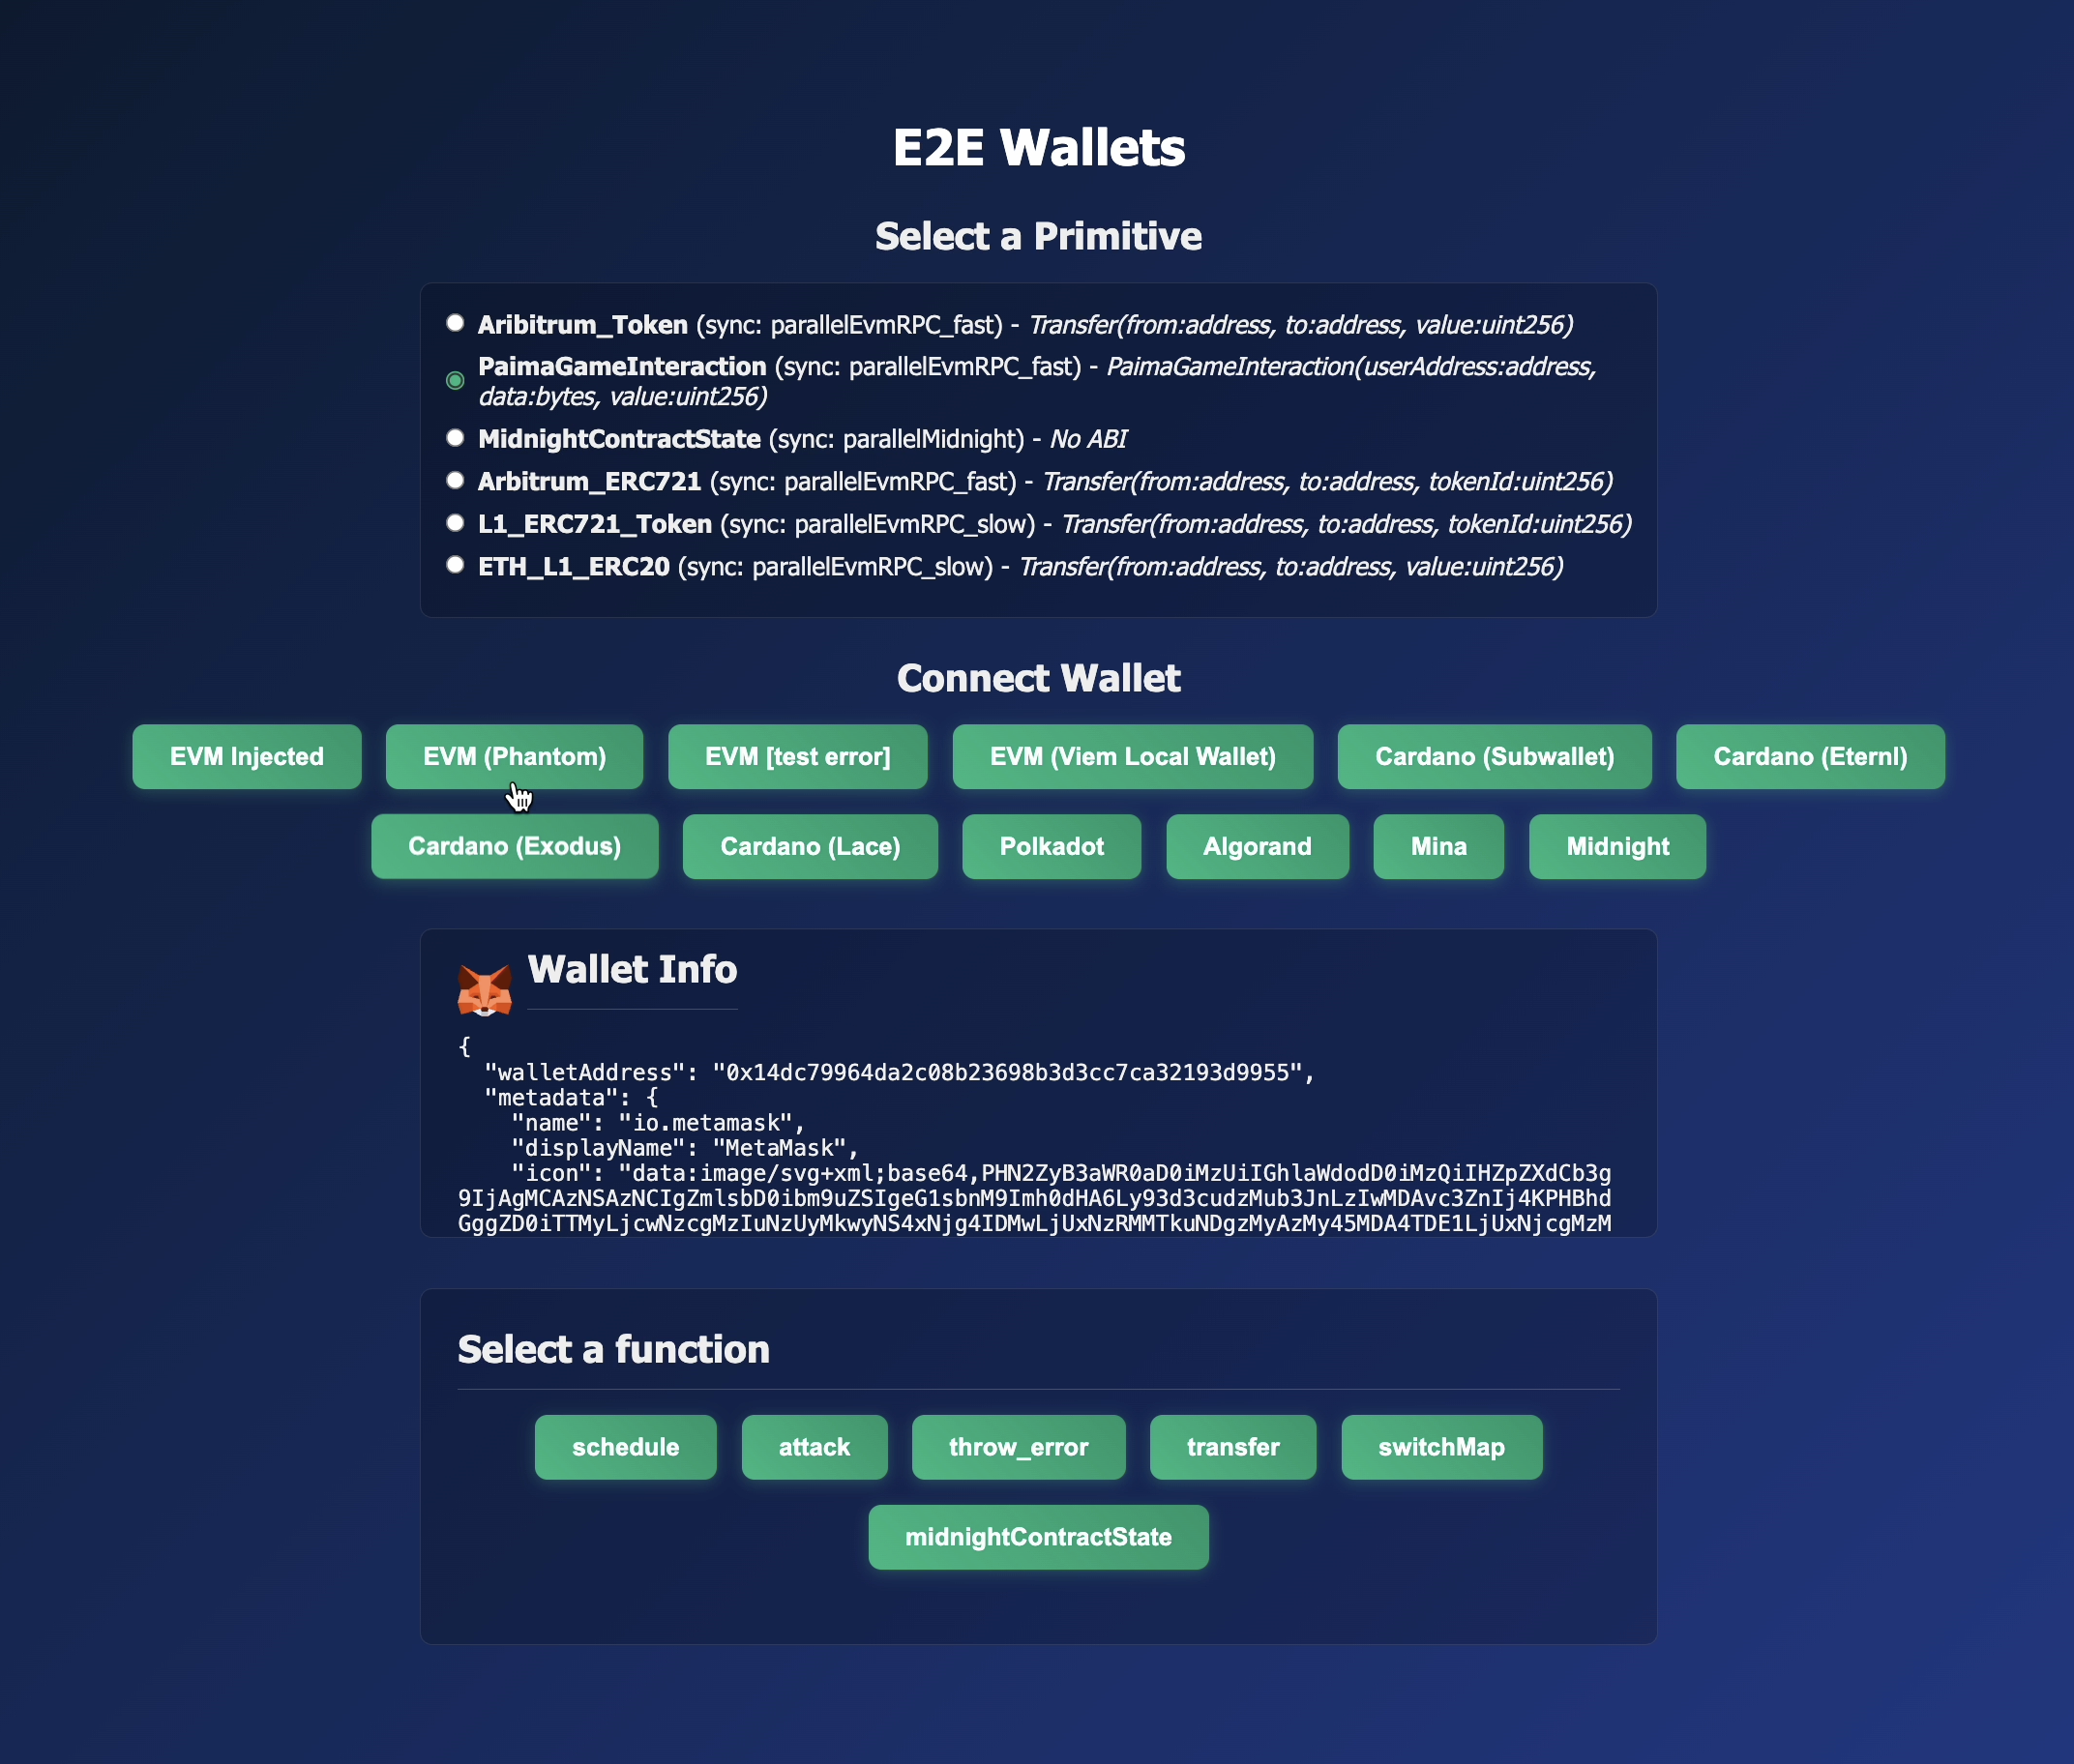 E2E Wallets
Select a Primitive
Aribitrum_Token (sync: parallelEvmRPC_fast) - Transfer(from:address, to:address, value:uint256)
PaimaGameInteraction (sync: parallelEvmRPC_fast) - PaimaGameInteraction(userAddress:address,
data:bytes, value:uint256)
MidnightContractState (sync: parallelMidnight) - No ABI
Arbitrum_ERC721 (sync: parallelEvmRPC_fast) - Transfer(from:address, to:address, tokenId:uint256)
L1_ERC721_Token (sync: parallelEvmRPC_slow) - Transfer(from:address, to:address, tokenId:uint256)
ETH_L1_ERC20 (sync: parallelEvmRPC_slow) - Transfer(from:address, to:address, value:uint256)
Connect Wallet
EVM Injected EVM (Phantom) EVM [test error] EVM (Viem Local Wallet) Cardano (Subwallet) Cardano (Eternl)
Cardano (Exodus) Cardano (Lace) Polkadot Algorand Mina Midnight
Wallet Info
{
"walletAddress": "0x14dc79964da2c08b23698b3d3cc7ca32193d9955",
"metadata": {
"name": "io.metamask",
"displayName": "MetaMask",
"icon": "data:image/svg+xml;base64,PHN2ZyB3aWR0aD0iMzUiIGhlaWdodD0iMzQiIHZpZXdCb3g
9IjAgMCAzNSAzNCIgZmlsbD0ibm9uZSIgeG1sbnM9Imh0dHA6Ly93d3cudzMub3JnLzIwMDAvc3ZnIj4KPHBhd
GggZD0iTTMyLjcwNzcgMzIuNzUyMkwyNS4xNjg4IDMwLjUxNzRMMTkuNDgzMyAzMy45MDA4TDE1LjUxNjcgMzM
Select a function
schedule attack throw_error transfer switchMap
midnightContractState